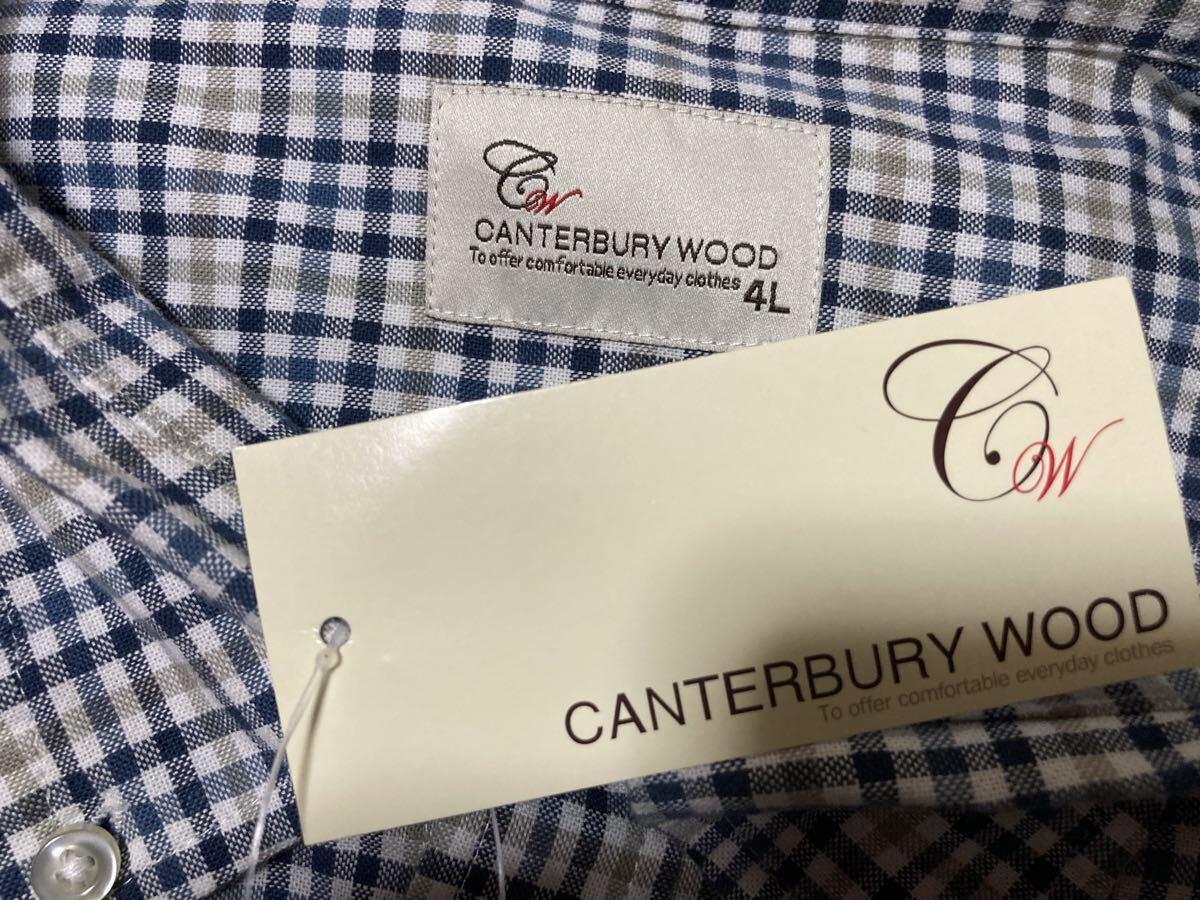 CW
CANTERBURY WOOD
To offer comfortable everyday clothes
4L
CW
CANTERBURY WOOD
To offer comfortable everyday clothes